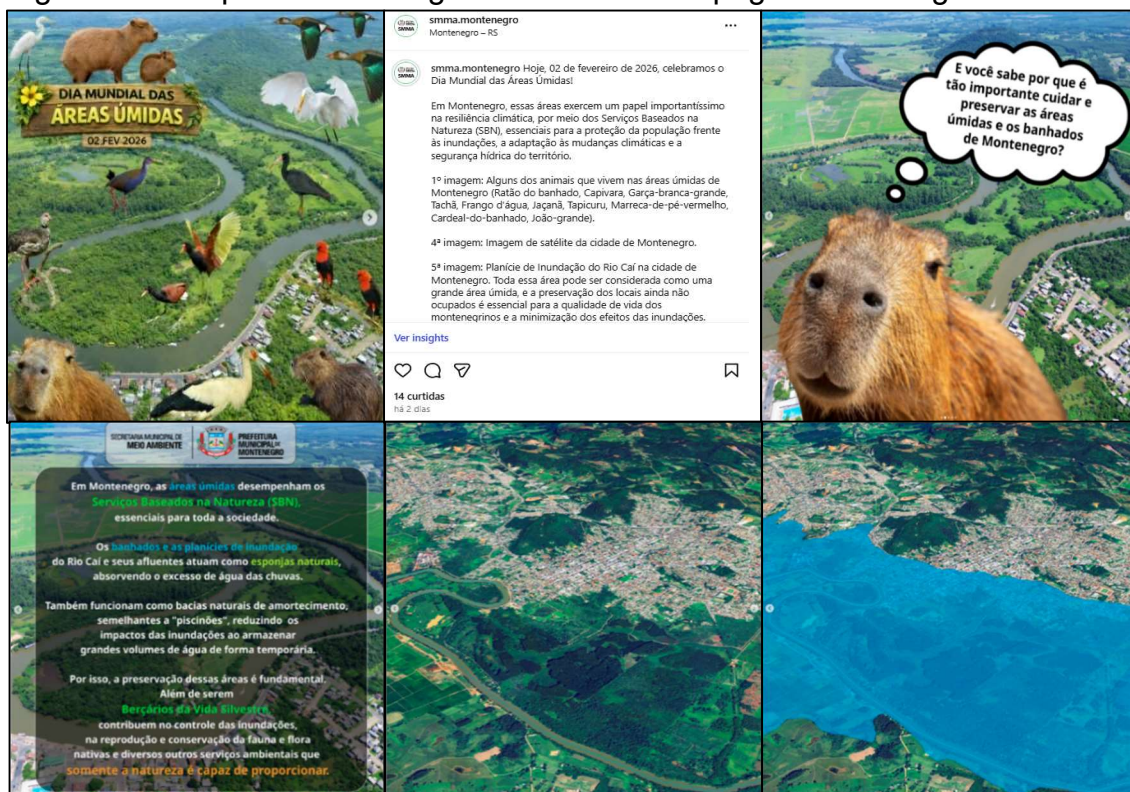 DIA MUNDIAL DAS
ÁREAS ÚMIDAS
02.FEV 2026
smma.montenegro
Montenegro – RS
SMMA
SMMA
smma.montenegro Hoje, 02 de fevereiro de 2026, celebramos o
Dia Mundial das Áreas Úmidas!
Em Montenegro, essas áreas exercem um papel importantíssimo
na resiliência climática, por meio dos Serviços Baseados na
Natureza (SBN), essenciais para a proteção da população frente
às inundações, a adaptação às mudanças climáticas e a
segurança hídrica do território.
1º imagem: Alguns dos animais que vivem nas áreas úmidas de
Montenegro (Ratão do banhado, Capivara, Garça-branca-grande,
Tachã, Frango d'água, Jaçanã, Tapicuru, Marreca-de-pé-vermelho,
Cardeal-do-banhado, João-grande).
4ª imagem: Imagem de satélite da cidade de Montenegro.
5ª imagem: Planície de Inundação do Rio Caí na cidade de
Montenegro. Toda essa área pode ser considerada como uma
grande área úmida, e a preservação dos locais ainda não
ocupados é essencial para a qualidade de vida dos
montenegrinos e a minimização dos efeitos das inundações.
Ver insights
14 curtidas
há 2 dias
E você sabe por que é
tão importante cuidar e
preservar as áreas
úmidas e os banhados
de Montenegro?
SECRETARIA MUNICIPAL DE
MEIO AMBIENTE
PREFEITURA
MUNICIPAL DE
MONTENEGRO
Em Montenegro, as áreas úmidas desempenham os
Serviços Baseados na Natureza (SBN),
essenciais para toda a sociedade.
Os banhados e as planícies de inundação
do Rio Caí e seus afluentes atuam como esponjas naturais,
absorvendo o excesso de água das chuvas.
Também funcionam como bacias naturais de amortecimento,
semelhantes a "piscinões", reduzindo os
impactos das inundações ao armazenar
grandes volumes de água de forma temporária.
Por isso, a preservação dessas áreas é fundamental.
Além de serem
Berçários da Vida Silvestre,
contribuem no controle das inundações,
na reprodução e conservação da fauna e flora
nativas e diversos outros serviços ambientais que
somente a natureza é capaz de proporcionar.